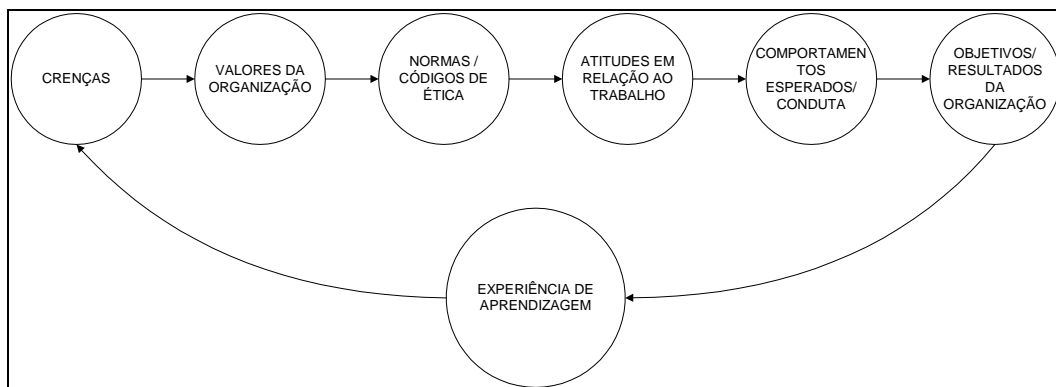 CRENÇAS
VALORES DA
ORGANIZAÇÃO
NORMAS /
CÓDIGOS DE
ÉTICA
ATITUDES EM
RELAÇÃO AO
TRABALHO
COMPORTAMEN
TOS
ESPERADOS/
CONDUTA
OBJETIVOS/
RESULTADOS
DA
ORGANIZAÇÃO
EXPERIÊNCIA DE
APRENDIZAGEM